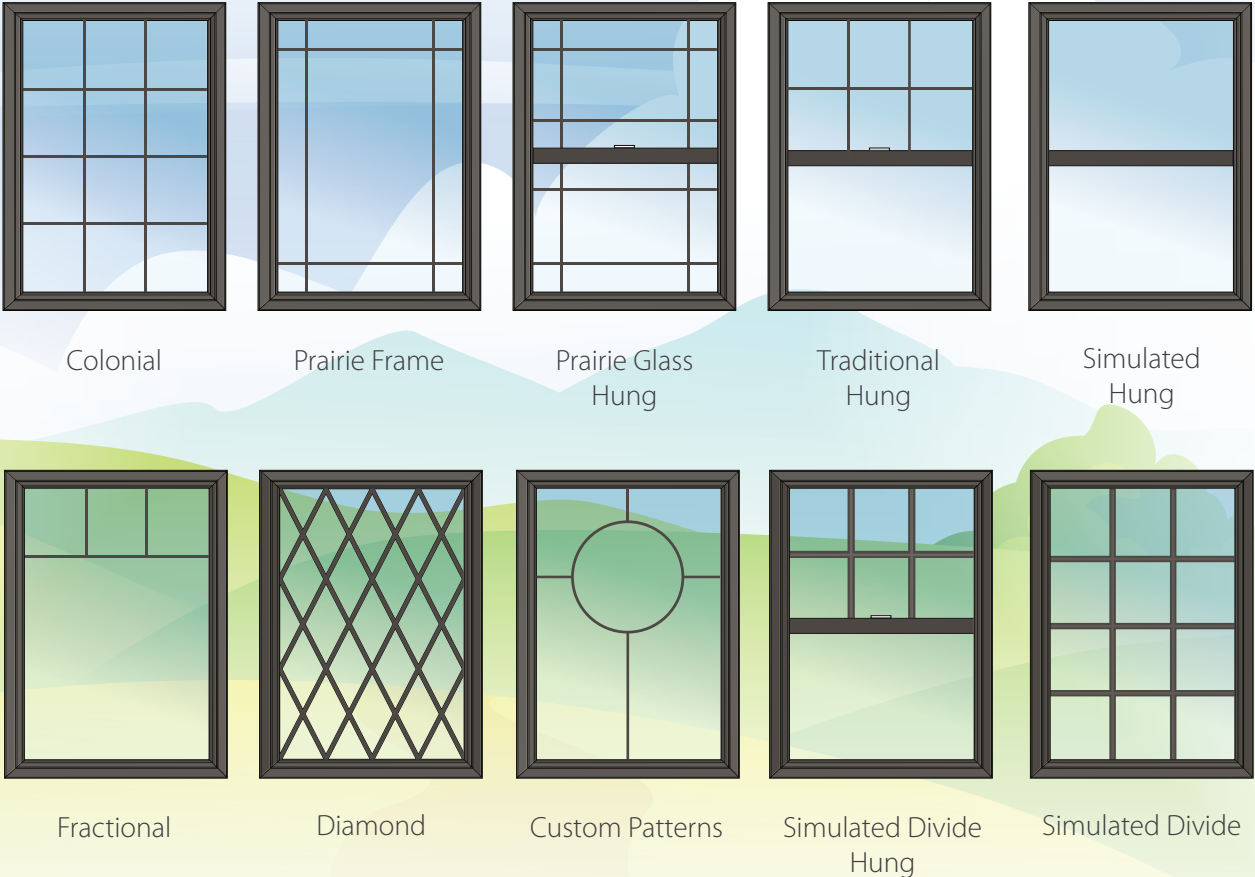 Colonial
Prairie Frame
Prairie Glass
Hung
Traditional
Hung
Simulated
Hung
Fractional
Diamond
Custom Patterns
Simulated Divide
Hung
Simulated Divide